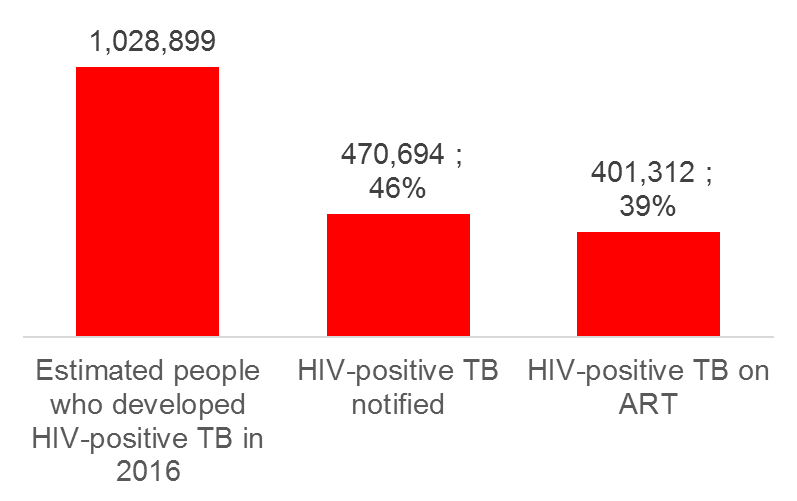 1,028,899
470,694 ;
46%
401,312 ;
39%
Estimated people
who developed
HIV-positive TB in
2016
HIV-positive TB
notified
HIV-positive TB on
ART